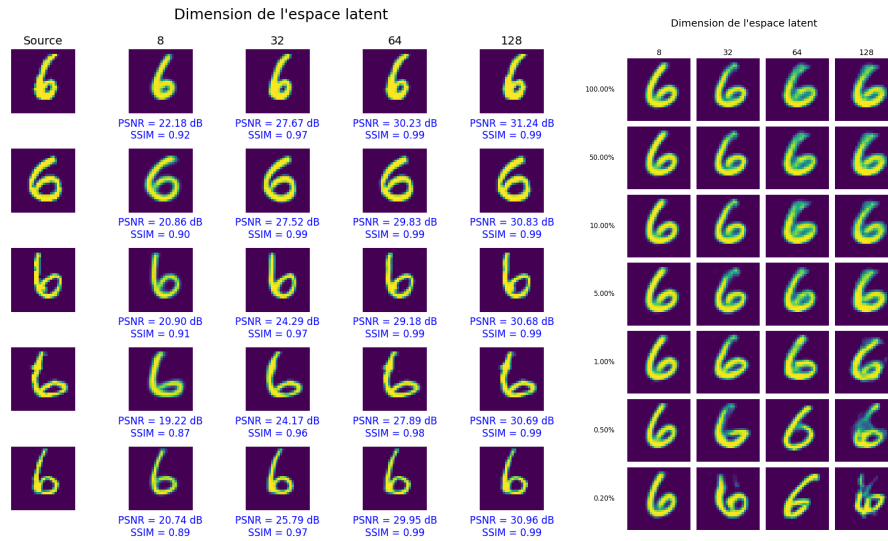 Dimension de l'espace latent
Source 8 32 64 128
PSNR = 22.18 dB PSNR = 27.67 dB PSNR = 30.23 dB PSNR = 31.24 dB
SSIM = 0.92 SSIM = 0.97 SSIM = 0.99 SSIM = 0.99
PSNR = 20.86 dB PSNR = 27.52 dB PSNR = 29.83 dB PSNR = 30.83 dB
SSIM = 0.90 SSIM = 0.99 SSIM = 0.99 SSIM = 0.99
PSNR = 20.90 dB PSNR = 24.29 dB PSNR = 29.18 dB PSNR = 30.68 dB
SSIM = 0.91 SSIM = 0.97 SSIM = 0.99 SSIM = 0.99
PSNR = 19.22 dB PSNR = 24.17 dB PSNR = 27.89 dB PSNR = 30.69 dB
SSIM = 0.87 SSIM = 0.96 SSIM = 0.98 SSIM = 0.99
PSNR = 20.74 dB PSNR = 25.79 dB PSNR = 29.95 dB PSNR = 30.96 dB
SSIM = 0.89 SSIM = 0.97 SSIM = 0.99 SSIM = 0.99
Dimension de l'espace latent
8 32 64 128
100.00%
50.00%
10.00%
5.00%
1.00%
0.50%
0.20%